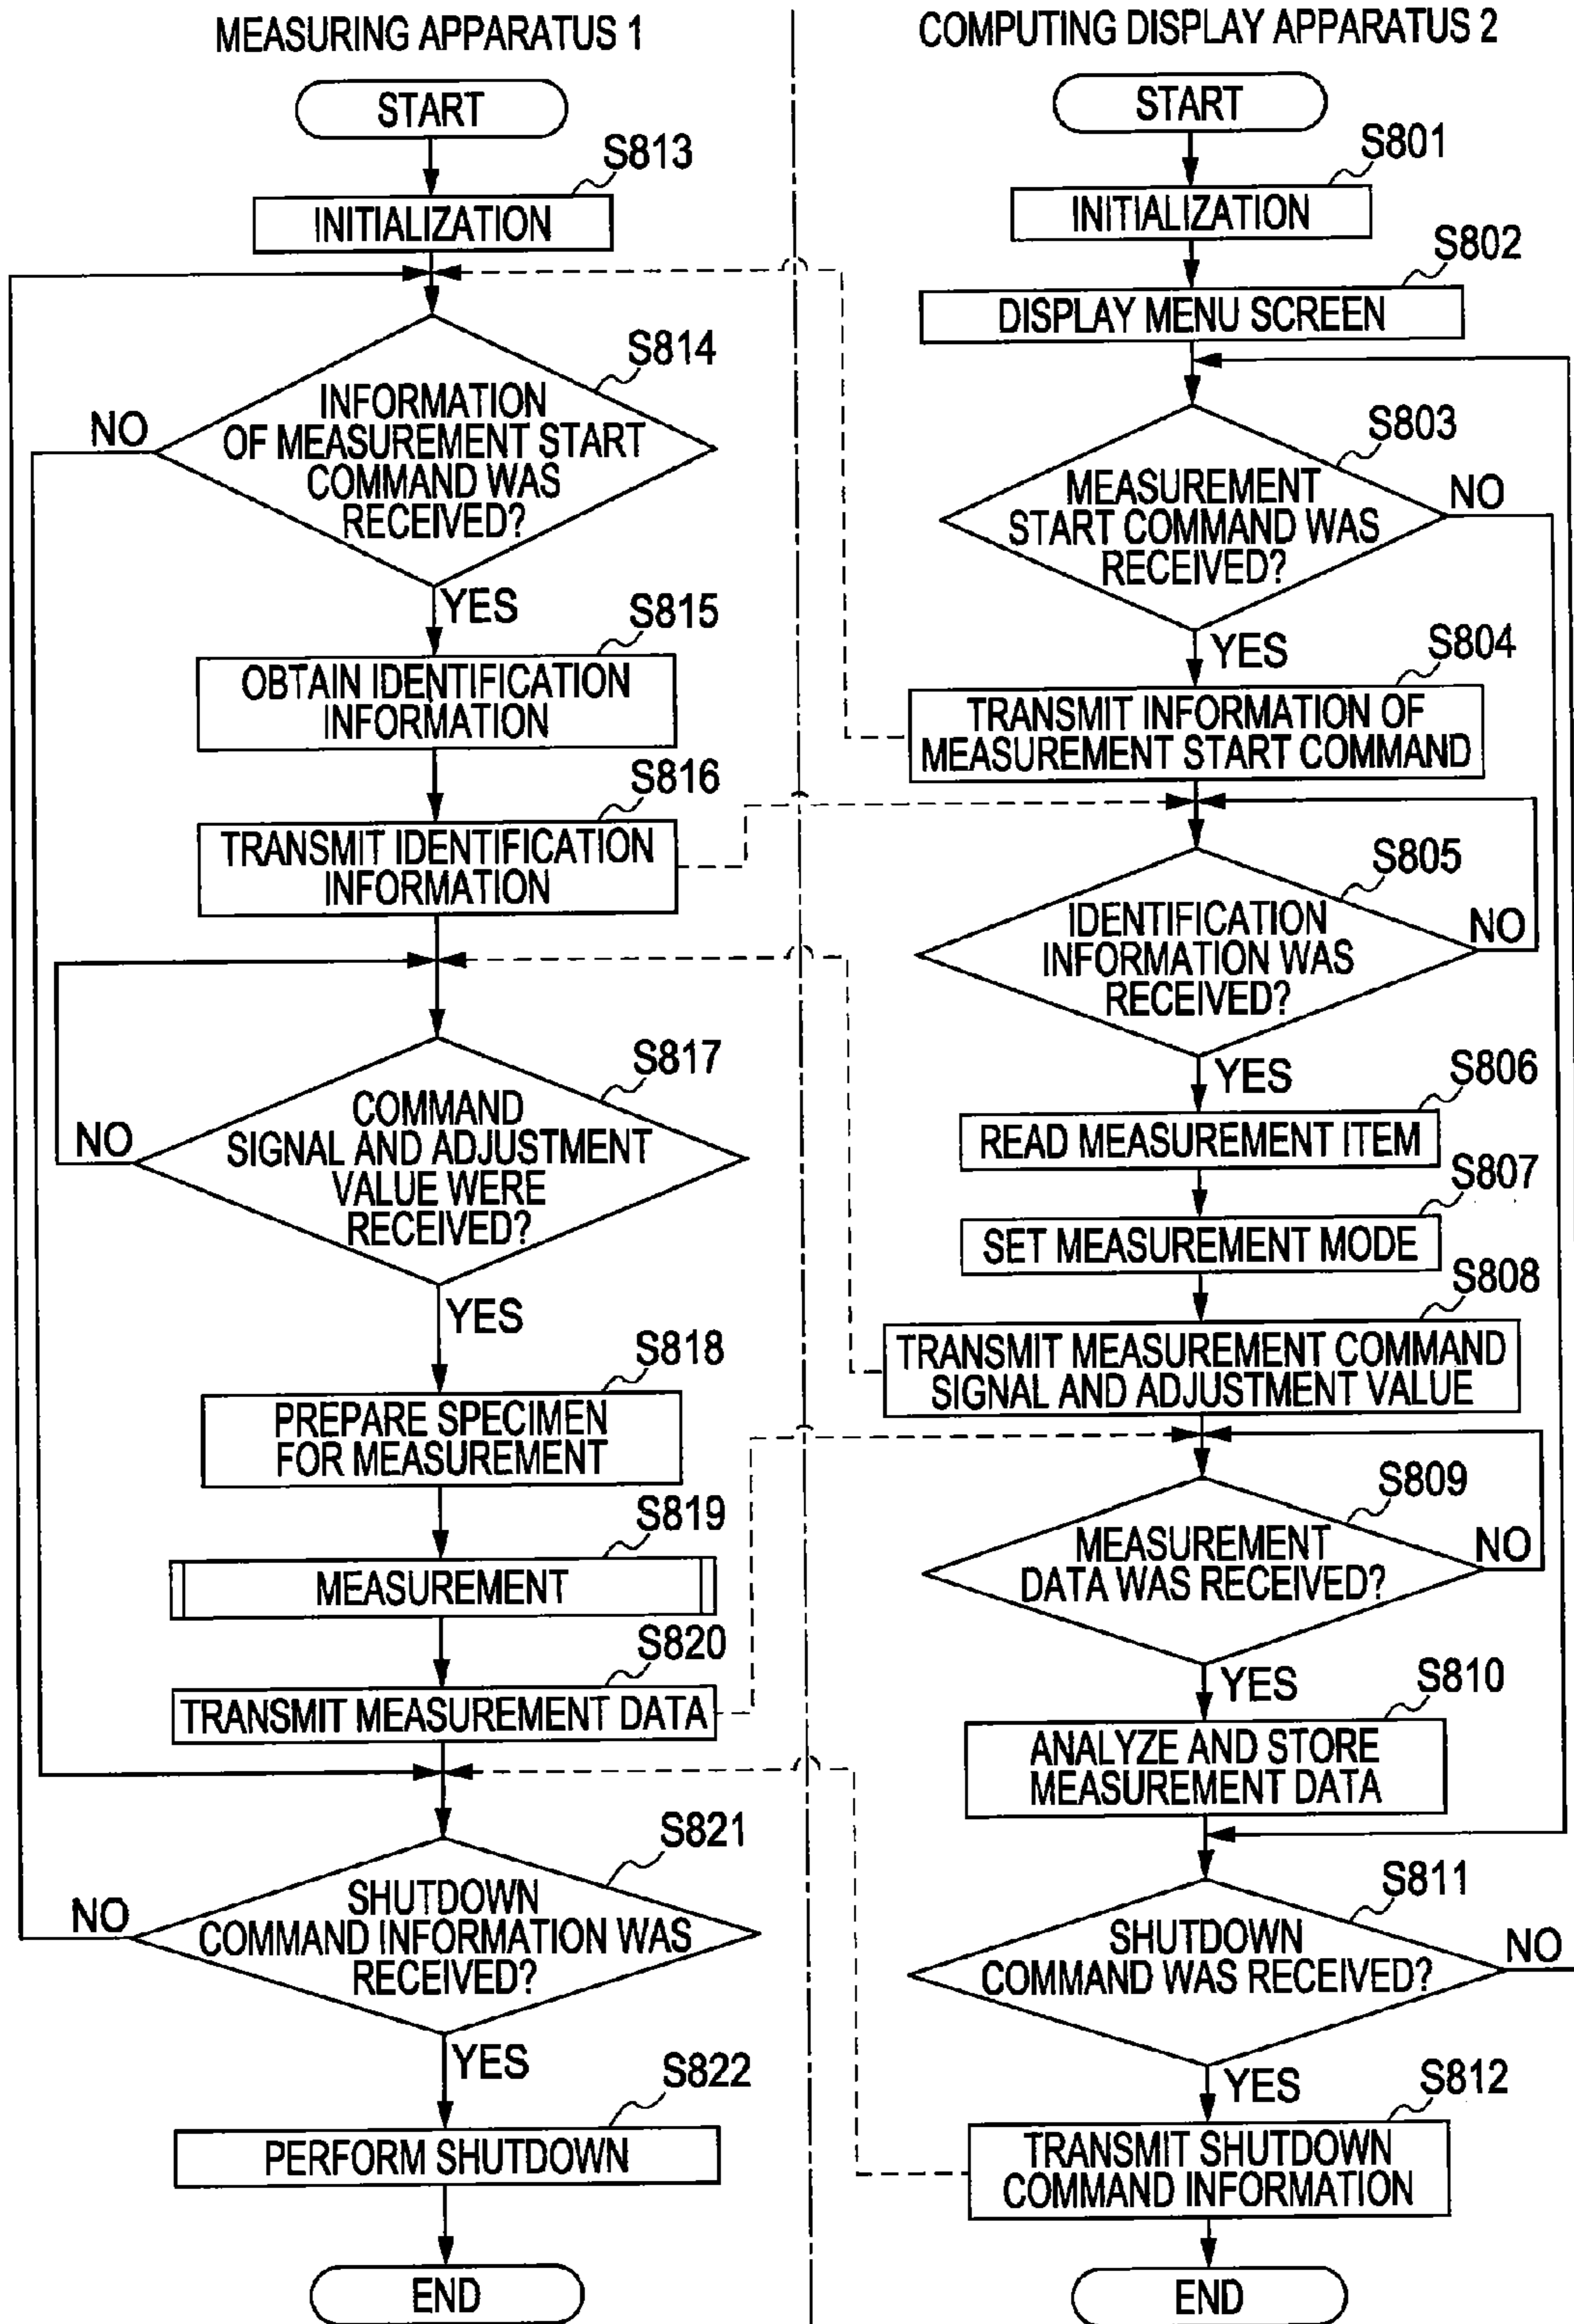 MEASURING APPARATUS 1
START
S813
INITIALIZATION
S814
INFORMATION
OF MEASUREMENT START
COMMAND WAS
RECEIVED?
NO
YES
S815
OBTAIN IDENTIFICATION
INFORMATION
S816
TRANSMIT IDENTIFICATION
INFORMATION
S817
COMMAND
SIGNAL AND ADJUSTMENT
VALUE WERE
RECEIVED?
NO
YES
S818
PREPARE SPECIMEN
FOR MEASUREMENT
S819
MEASUREMENT
S820
TRANSMIT MEASUREMENT DATA
S821
SHUTDOWN
COMMAND INFORMATION WAS
RECEIVED?
NO
YES
S822
PERFORM SHUTDOWN
END
COMPUTING DISPLAY APPARATUS 2
START
S801
INITIALIZATION
S802
DISPLAY MENU SCREEN
S803
MEASUREMENT
START COMMAND WAS
RECEIVED?
NO
YES
S804
TRANSMIT INFORMATION OF
MEASUREMENT START COMMAND
S805
IDENTIFICATION
INFORMATION WAS
RECEIVED?
NO
YES
S806
READ MEASUREMENT ITEM
S807
SET MEASUREMENT MODE
S808
TRANSMIT MEASUREMENT COMMAND
SIGNAL AND ADJUSTMENT VALUE
S809
MEASUREMENT
DATA WAS RECEIVED?
NO
YES
S810
ANALYZE AND STORE
MEASUREMENT DATA
S811
SHUTDOWN
COMMAND WAS RECEIVED?
NO
YES
S812
TRANSMIT SHUTDOWN
COMMAND INFORMATION
END